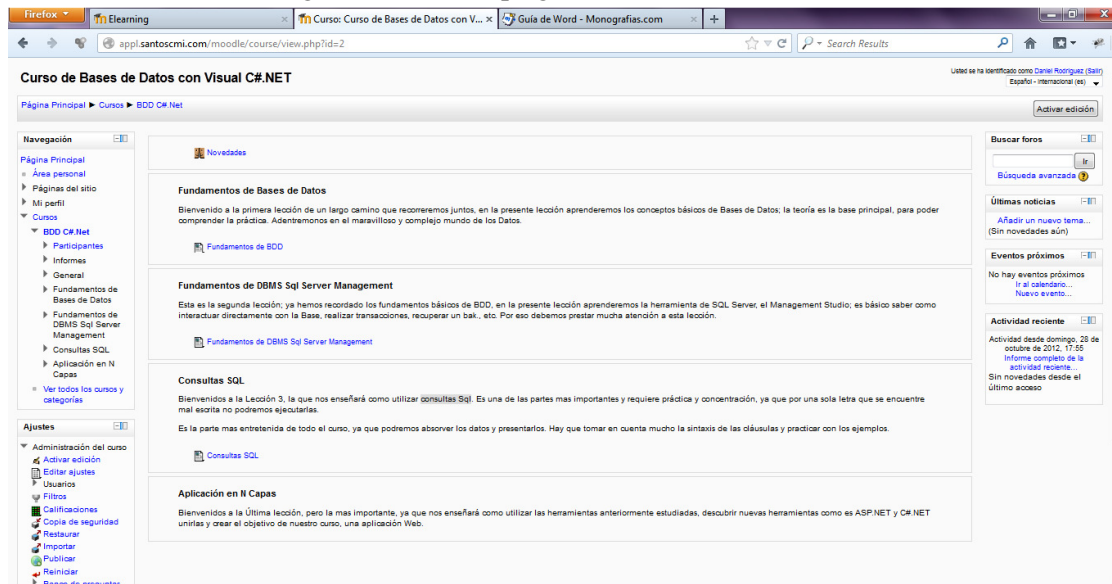 Firefox
Elearning
Curso: Curso de Bases de Datos con V...
Guía de Word - Monografias.com
appl.santoscmi.com/moodle/course/view.php?id=2
Search Results
Curso de Bases de Datos con Visual C#.NET
Usted se ha identificado como Daniel Rodriguez (Salir)
Español - Internacional (es)
Página Principal ► Cursos ► BDD C#.Net
Activar edición
Navegación
Página Principal
Área personal
Páginas del sitio
Mi perfil
Cursos
BDD C#.Net
Participantes
Informes
General
Fundamentos de
Bases de Datos
Fundamentos de
DBMS Sql Server
Management
Consultas SQL
Aplicación en N
Capas
Ver todos los cursos y
categorías
Ajustes
Administración del curso
Activar edición
Editar ajustes
Usuarios
Filtros
Calificaciones
Copia de seguridad
Restaurar
Importar
Publicar
Reiniciar
Banco de preguntas
Novedades
Fundamentos de Bases de Datos
Bienvenido a la primera lección de un largo camino que recorreremos juntos, en la presente lección aprenderemos los conceptos básicos de Bases de Datos; la teoría es la base principal, para poder
comprender la práctica. Adentremonos en el maravilloso y complejo mundo de los Datos.
Fundamentos de BDD
Fundamentos de DBMS Sql Server Management
Esta es la segunda lección; ya hemos recordado los fundamentos básicos de BDD, en la presente lección aprenderemos la herramienta de SQL Server, el Management Studio; es básico saber como
interactuar directamente con la Base, realizar transacciones, recuperar un bak., etc. Por eso debemos prestar mucha atención a esta lección.
Fundamentos de DBMS Sql Server Management
Consultas SQL
Bienvenidos a la Lección 3, la que nos enseñará como utilizar consultas Sql. Es una de las partes mas importantes y requiere práctica y concentración, ya que por una sola letra que se encuentre
mal escrita no podremos ejecutarlas.
Es la parte mas entretenida de todo el curso, ya que podremos absorver los datos y presentarlos. Hay que tomar en cuenta mucho la sintaxis de las cláusulas y practicar con los ejemplos.
Consultas SQL
Aplicación en N Capas
Bienvenidos a la Última lección, pero la mas importante, ya que nos enseñará como utilizar las herramientas anteriormente estudiadas, descubrir nuevas herramientas como es ASP.NET y C#.NET
unirlas y crear el objetivo de nuestro curso, una aplicación Web.
Buscar foros
Ir
Búsqueda avanzada
Últimas noticias
Añadir un nuevo tema...
(Sin novedades aún)
Eventos próximos
No hay eventos próximos
Ir al calendario...
Nuevo evento...
Actividad reciente
Actividad desde domingo, 28 de
octubre de 2012, 17:55
Informe completo de la
actividad reciente...
Sin novedades desde el
último acceso